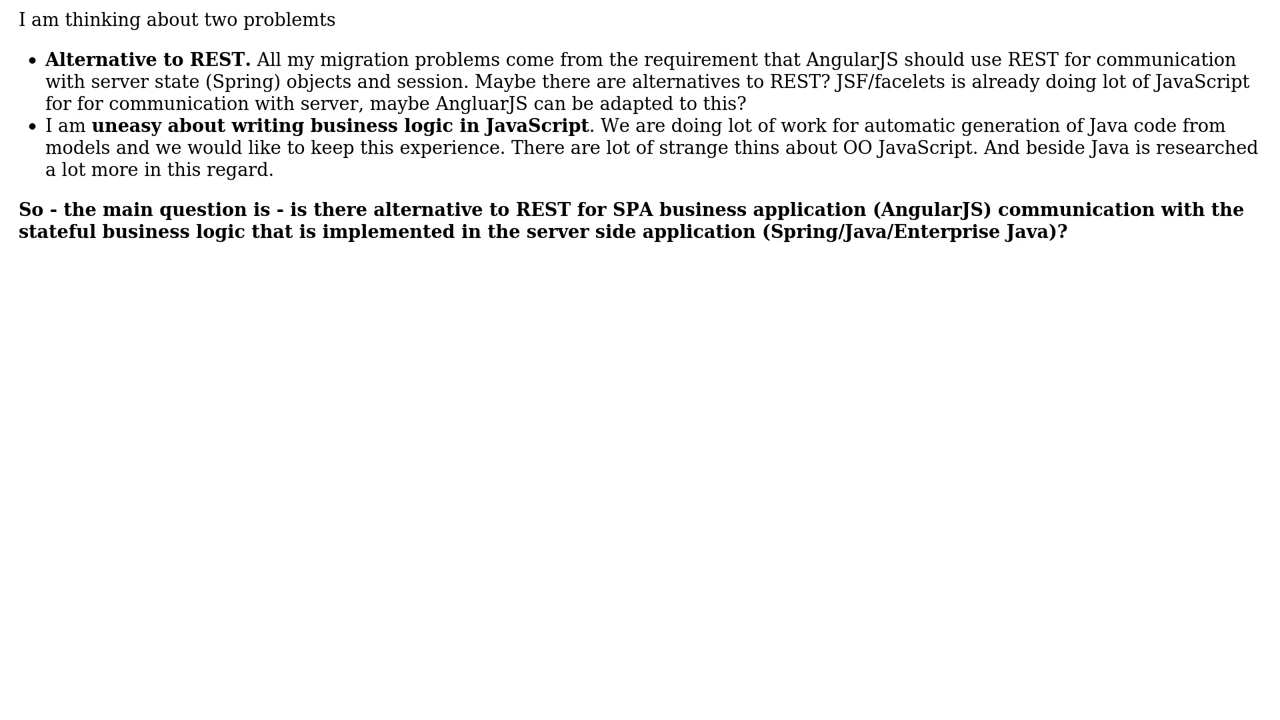 I am thinking about two problemts
• Alternative to REST. All my migration problems come from the requirement that AngularJS should use REST for communication
with server state (Spring) objects and session. Maybe there are alternatives to REST? JSF/facelets is already doing lot of JavaScript
for for communication with server, maybe AngluarJS can be adapted to this?
• I am uneasy about writing business logic in JavaScript. We are doing lot of work for automatic generation of Java code from
models and we would like to keep this experience. There are lot of strange thins about OO JavaScript. And beside Java is researched
a lot more in this regard.
So - the main question is - is there alternative to REST for SPA business application (AngularJS) communication with the
stateful business logic that is implemented in the server side application (Spring/Java/Enterprise Java)?